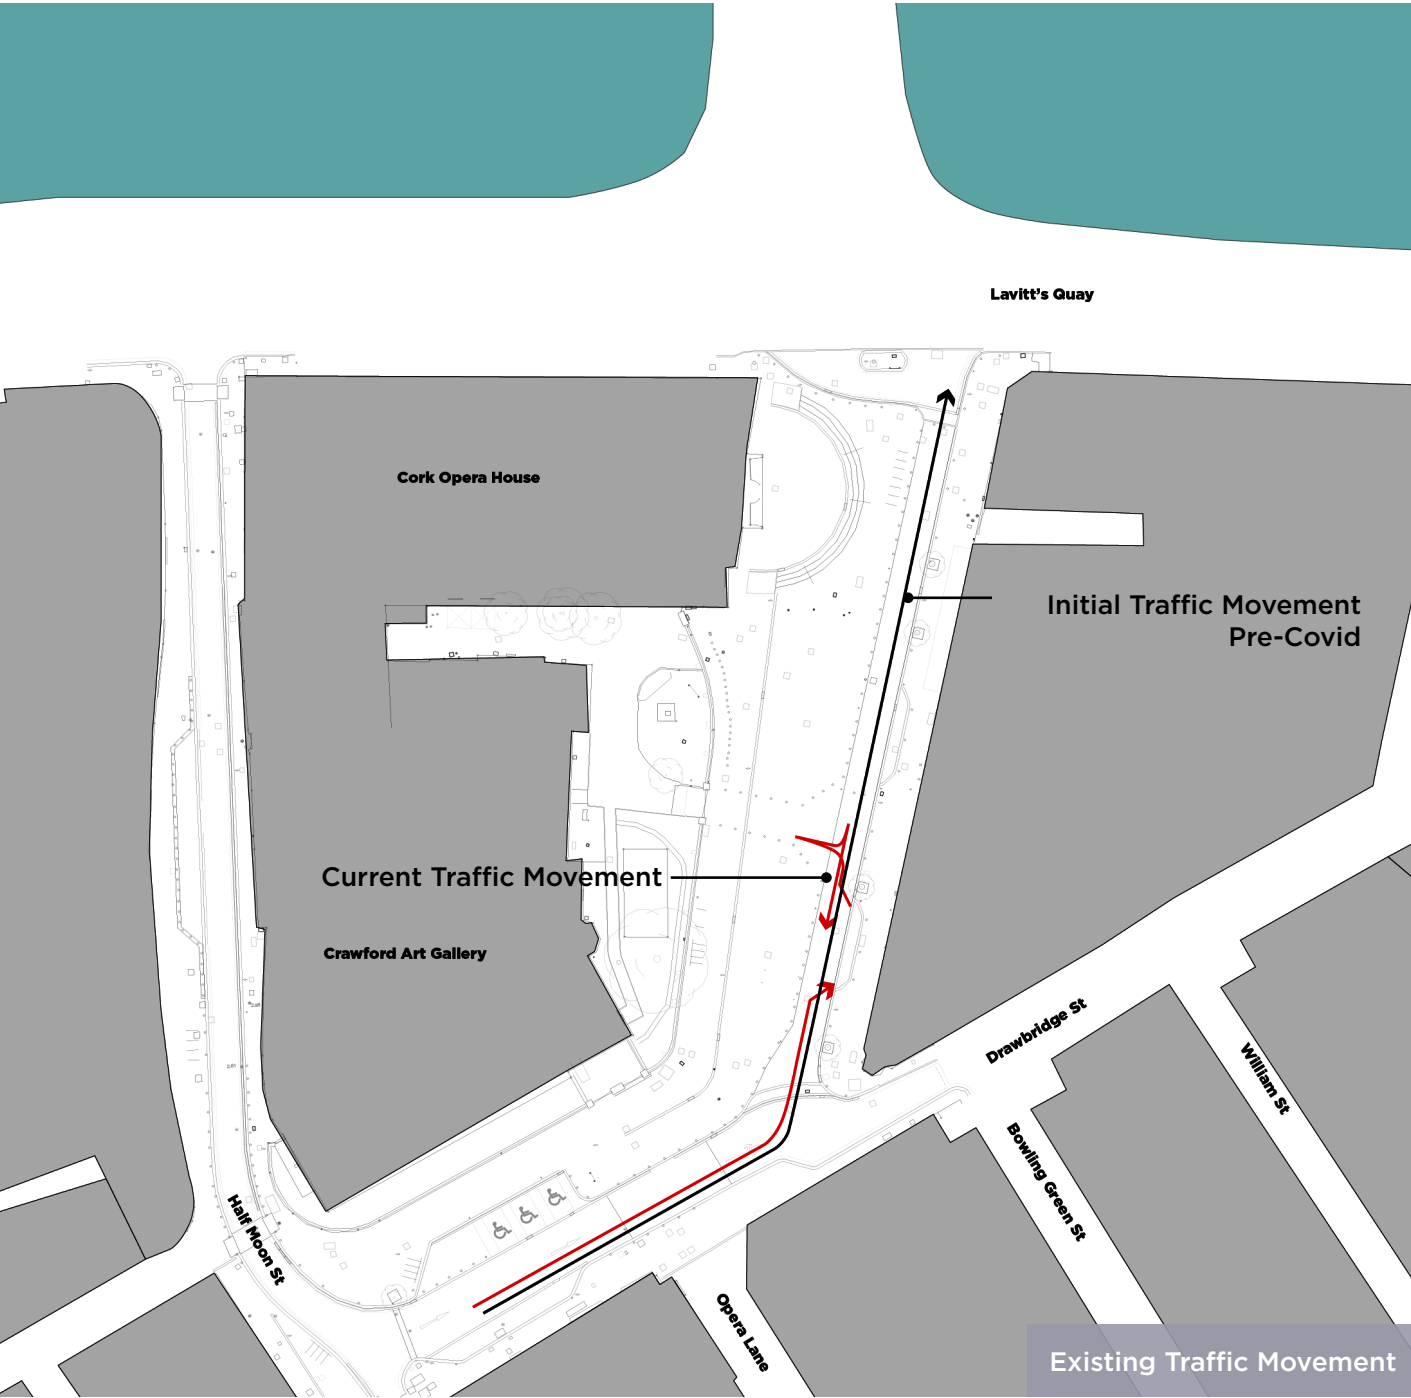 Lavitt's Quay
Cork Opera House
Initial Traffic Movement
Pre-Covid
Current Traffic Movement
Crawford Art Gallery
Drawbridge St
William St
Bowling Green St
Half Moon St
Opera Lane
Existing Traffic Movement